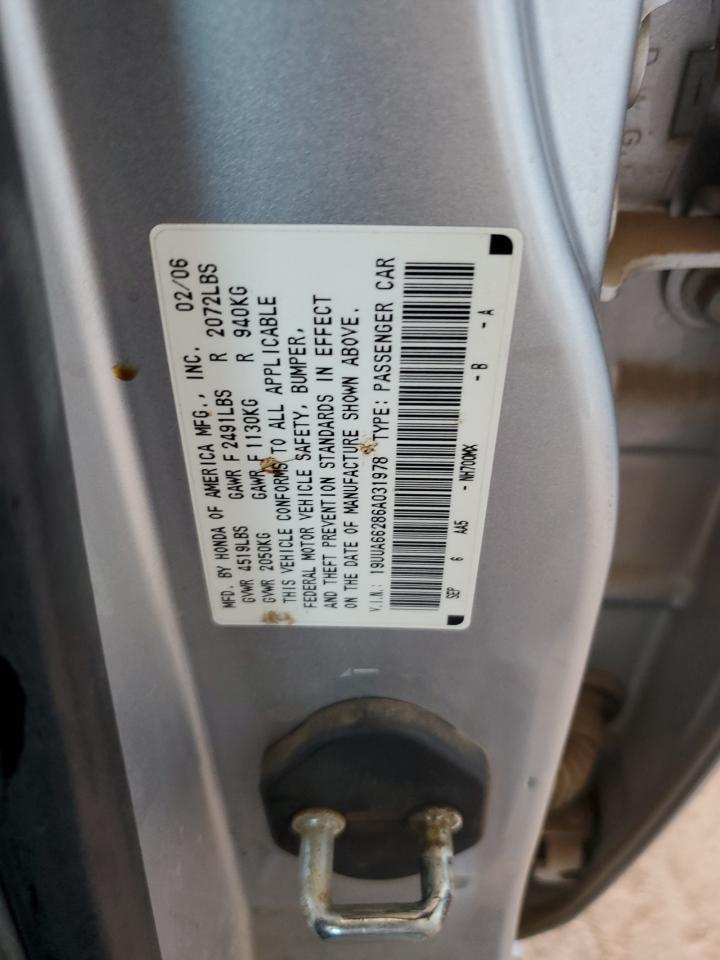 MFD. BY HONDA OF AMERICA MFG., INC. 02/06
GVWR 4519LBS GAWR F 2491LBS R 2072LBS
GVWR 2050KG GAWR F 1130KG R 940KG
THIS VEHICLE CONFORMS TO ALL APPLICABLE
FEDERAL MOTOR VEHICLE SAFETY, BUMPER,
AND THEFT PREVENTION STANDARDS IN EFFECT
ON THE DATE OF MANUFACTURE SHOWN ABOVE.
V.I.N.: 19UUA66286A031978 TYPE: PASSENGER CAR
SEP 6 AA5 - NH700MX - B - A